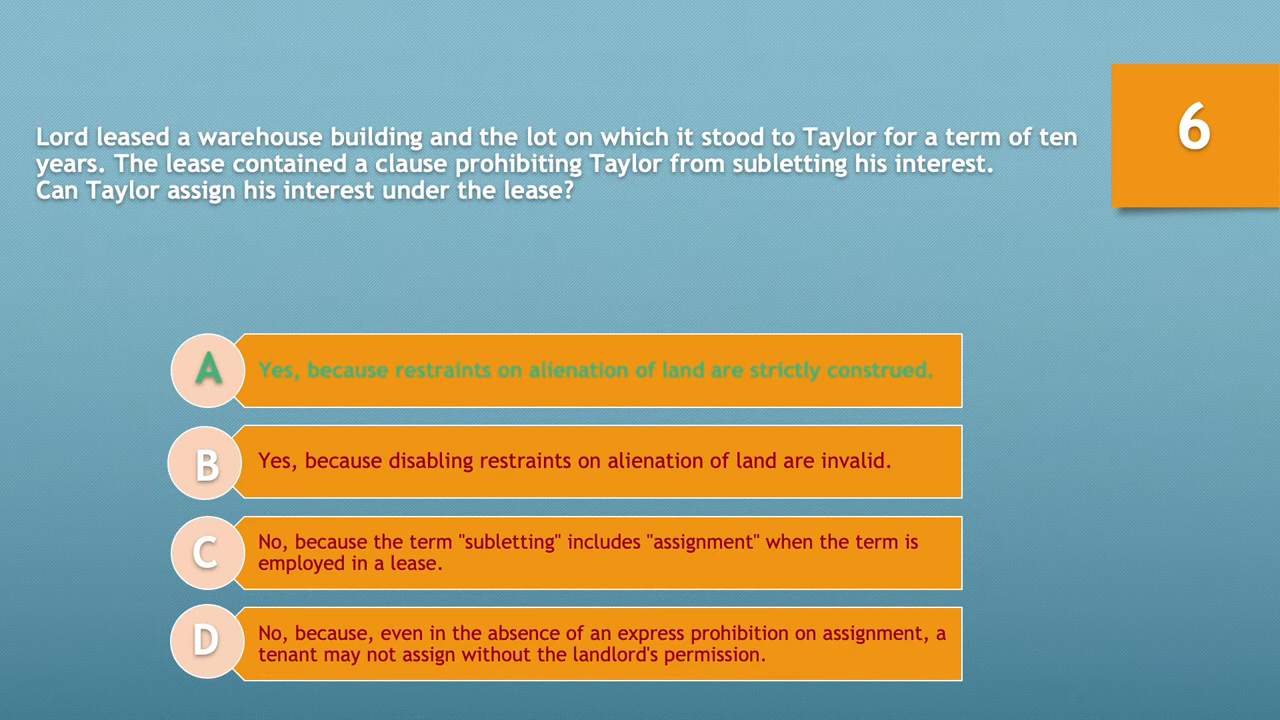 6
Lord leased a warehouse building and the lot on which it stood to Taylor for a term of ten
years. The lease contained a clause prohibiting Taylor from subletting his interest.
Can Taylor assign his interest under the lease?
A
Yes, because restraints on alienation of land are strictly construed.
B
Yes, because disabling restraints on alienation of land are invalid.
C
No, because the term "subletting" includes "assignment" when the term is
employed in a lease.
D
No, because, even in the absence of an express prohibition on assignment, a
tenant may not assign without the landlord's permission.